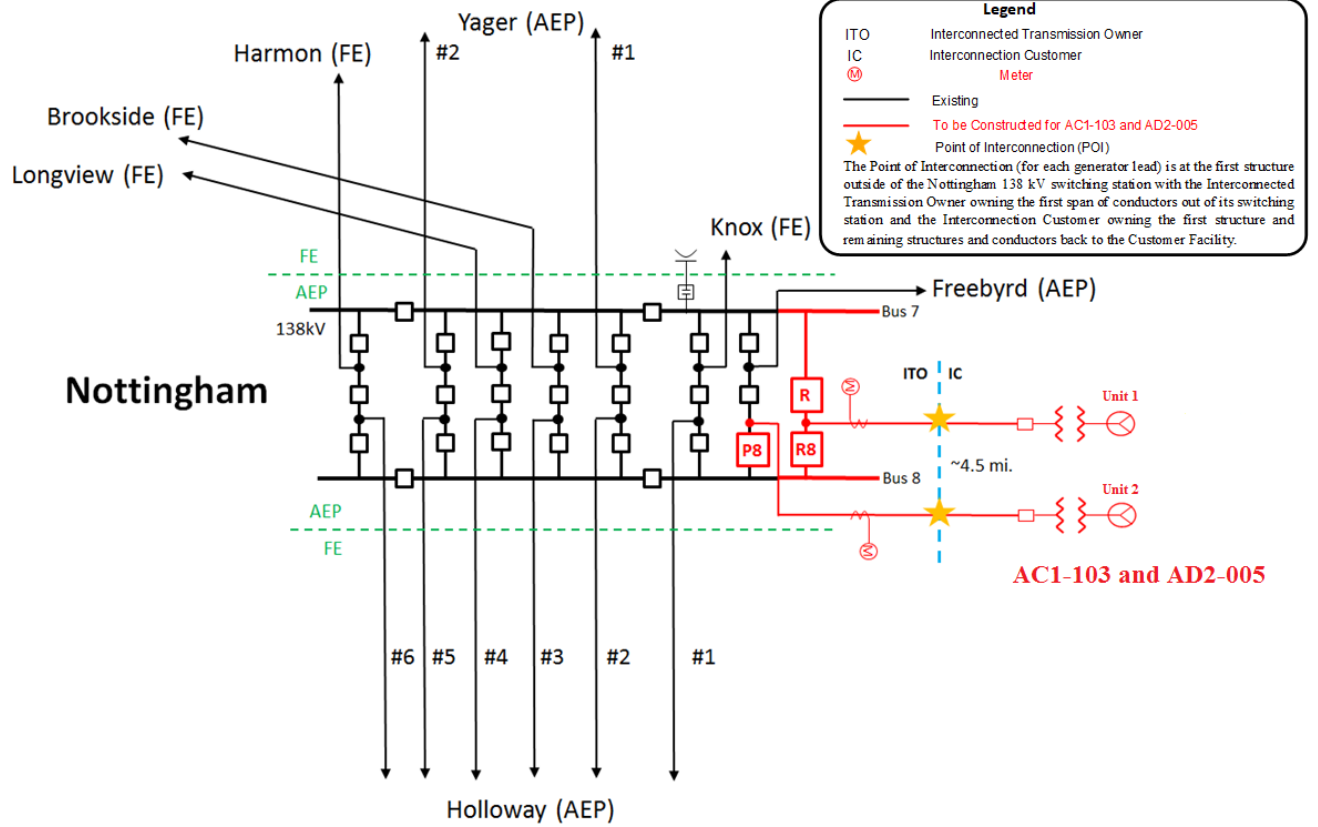 Yager (AEP)
Harmon (FE)
#2
#1
Brookside (FE)
Longview (FE)
Knox (FE)
FE
AEP
Freebyrd (AEP)
138kV
Bus 7
Nottingham
ITO
IC
M
R
Unit 1
P8
R8
~4.5 mi.
Bus 8
Unit 2
AEP
FE
M
AC1-103 and AD2-005
#6
#5
#4
#3
#2
#1
Holloway (AEP)
Legend
ITO Interconnected Transmission Owner
IC Interconnection Customer
M Meter
Existing
To be Constructed for AC1-103 and AD2-005
Point of Interconnection (POI)
The Point of Interconnection (for each generator lead) is at the first structure
outside of the Nottingham 138 kV switching station with the Interconnected
Transmission Owner owning the first span of conductors out of its switching
station and the Interconnection Customer owning the first structure and
remaining structures and conductors back to the Customer Facility.